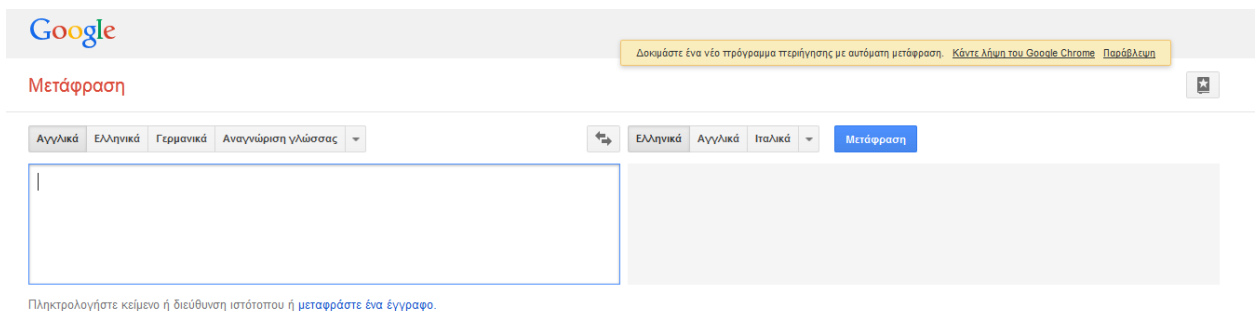 Google
Δοκιμάστε ένα νέο πρόγραμμα περιήγησης με αυτόματη μετάφραση. Κάντε λήψη του Google Chrome Παράβλεψη
Μετάφραση
Αγγλικά Ελληνικά Γερμανικά Αναγνώριση γλώσσας Ελληνικά Αγγλικά Ιταλικά Μετάφραση
Πληκτρολογήστε κείμενο ή διεύθυνση ιστότοπου ή μεταφράστε ένα έγγραφο.